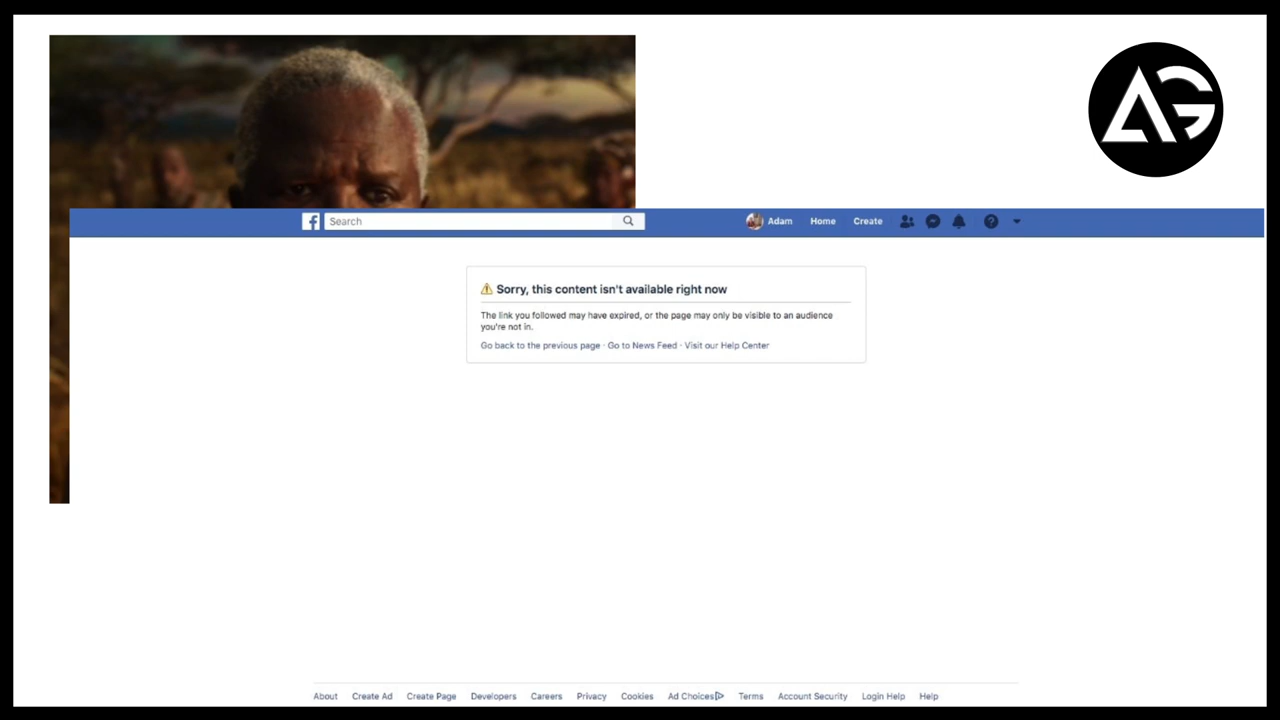 AG
f Search
Adam Home Create
Sorry, this content isn't available right now
The link you followed may have expired, or the page may only be visible to an audience
you're not in.
Go back to the previous page · Go to News Feed · Visit our Help Center
About Create Ad Create Page Developers Careers Privacy Cookies Ad Choices Terms Account Security Login Help Help